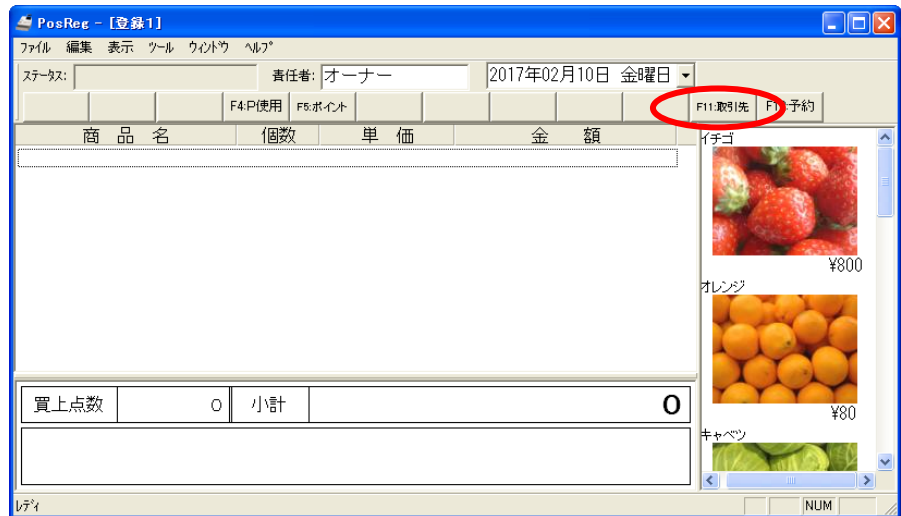 PosReg - [登録1]
ファイル 編集 表示 ツール ウィンドウ ヘルプ
ステータス: 責任者: オーナー 2017年02月10日 金曜日
F4:P使用 F5:ポイント F11:取引先 F1 :予約
商品名 個数 単価 金額
イチゴ
¥800
オレンジ
¥80
キャベツ
買上点数 0 小計 0
レディ NUM